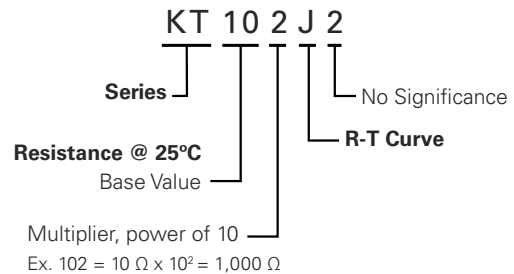 KT 10 2 J 2
Series
No Significance
R-T Curve
Resistance @ 25ºC
Base Value
Multiplier, power of 10
Ex. 102 = 10 Ω x 10² = 1,000 Ω